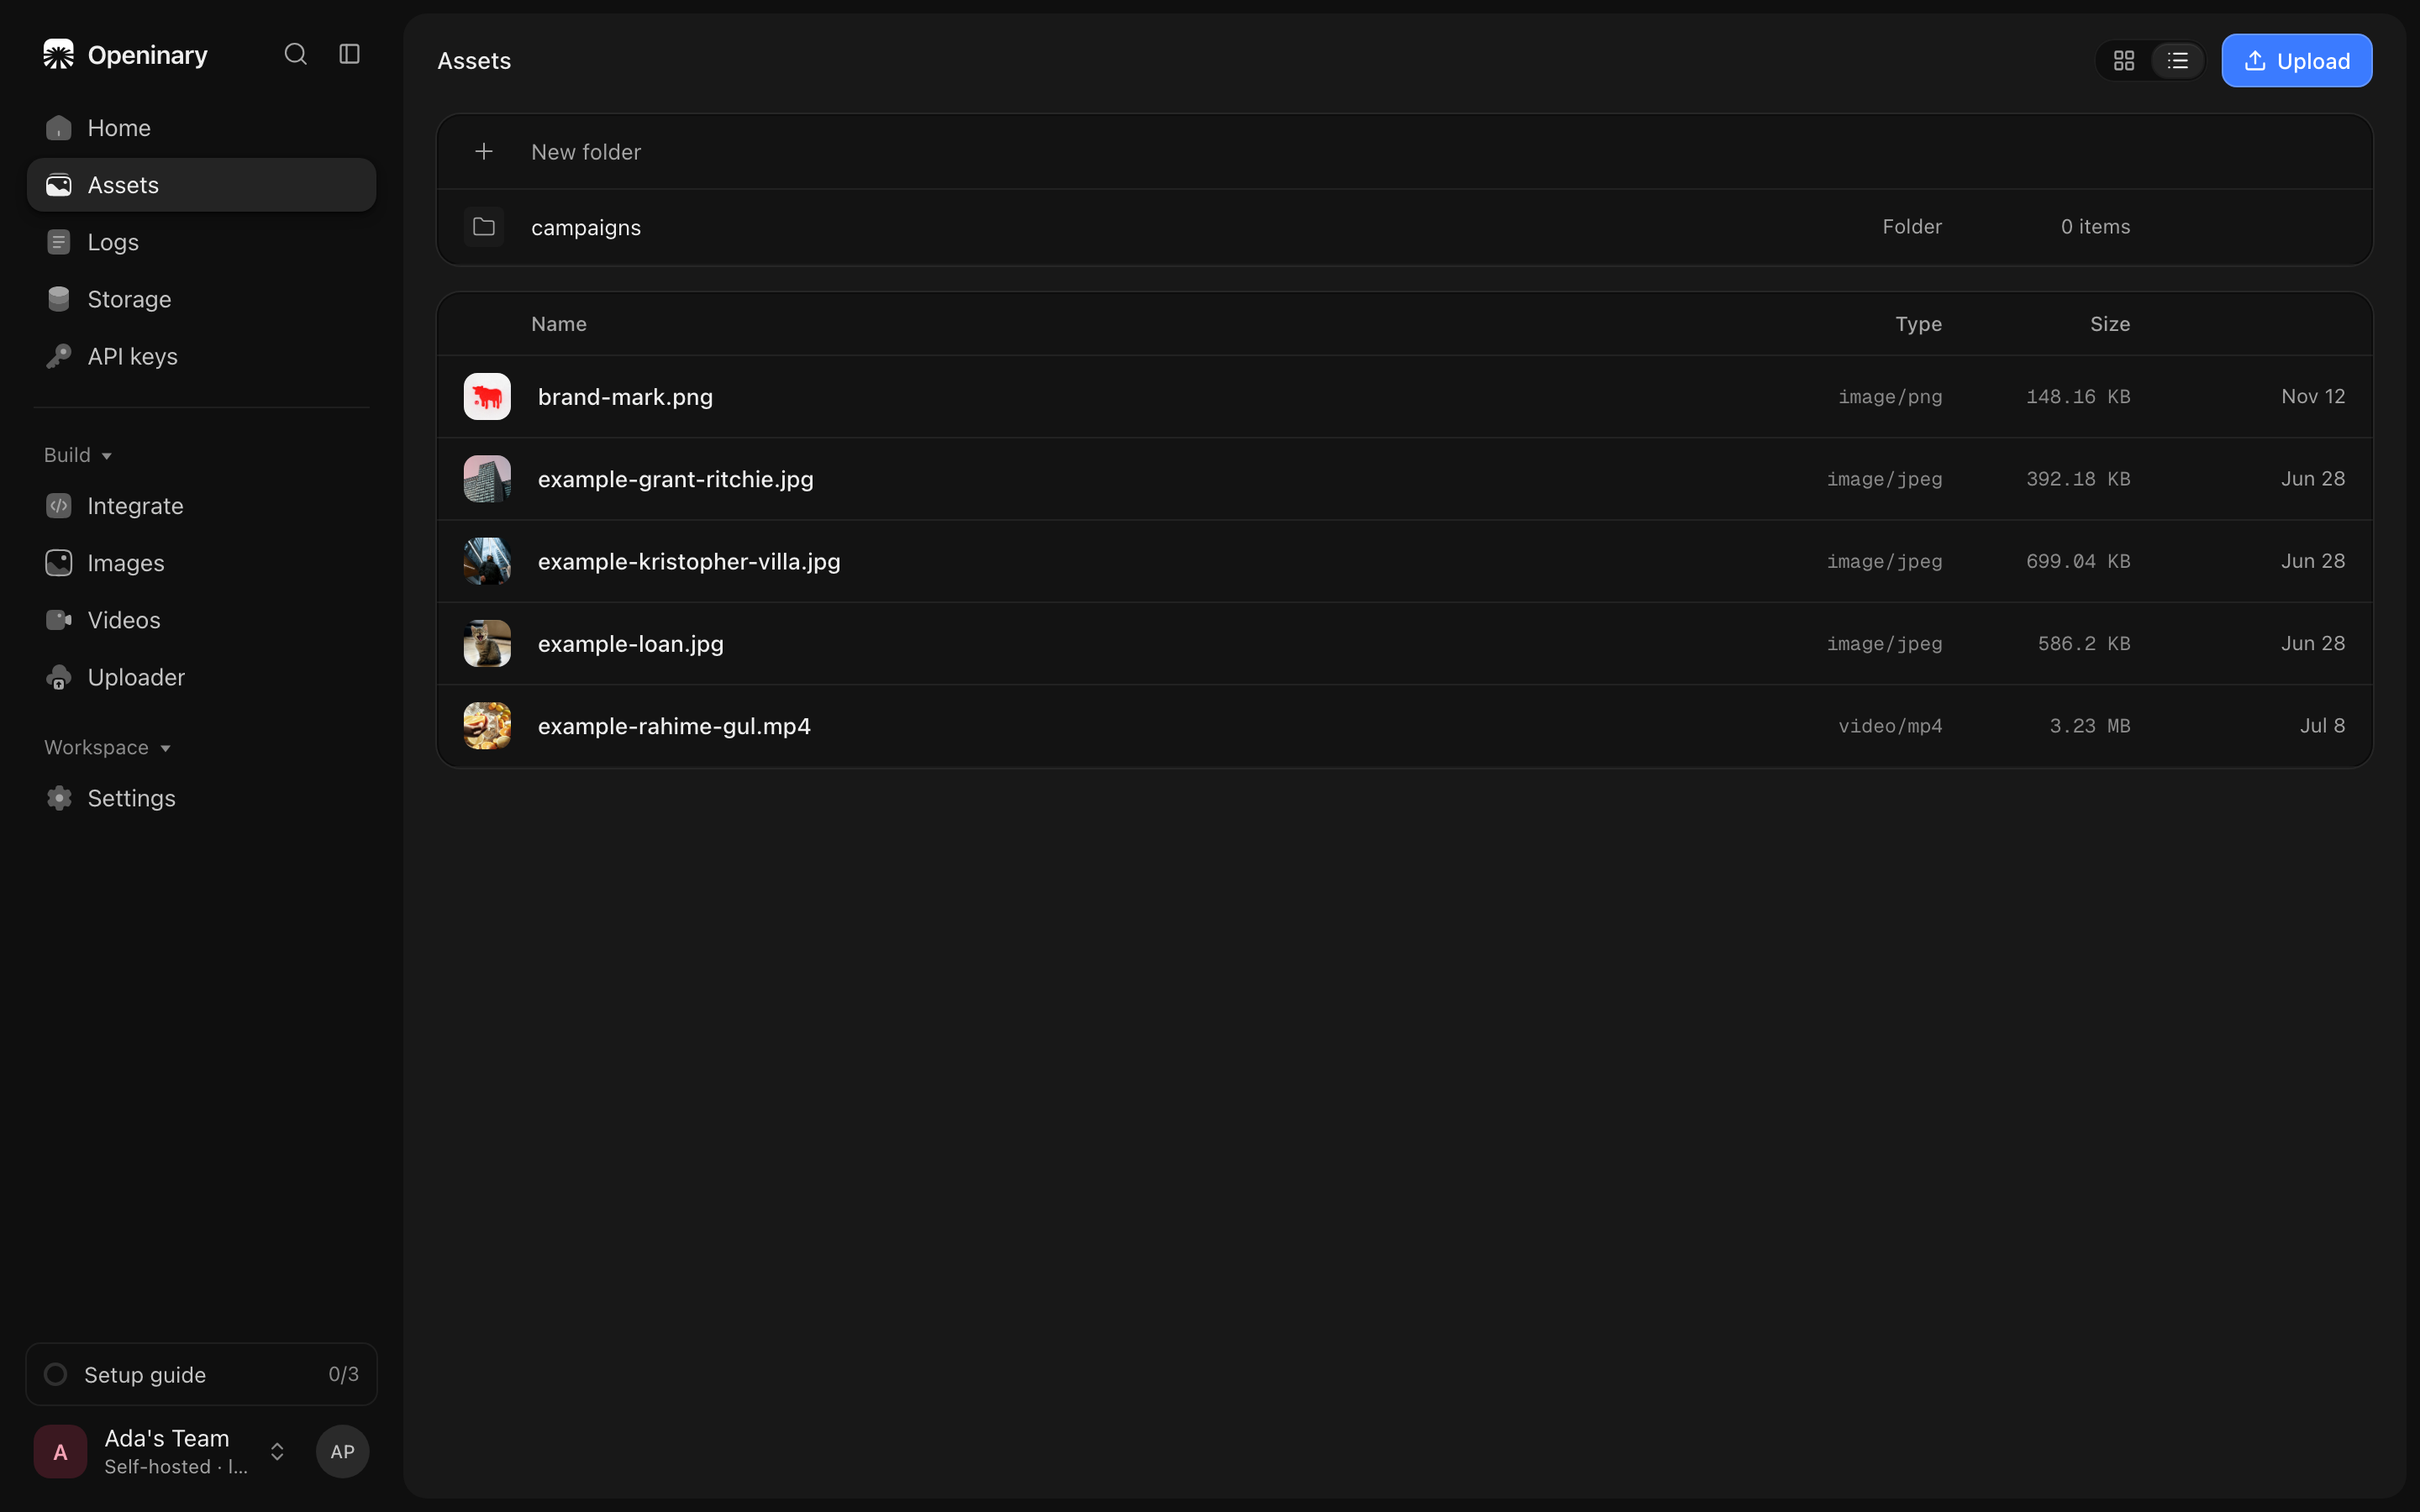 Openinary
Home
Assets
Logs
Storage
API keys
Build
Integrate
Images
Videos
Uploader
Workspace
Settings
Setup guide 0/3
A Ada's Team AP
Self-hosted · l...
Assets
Upload
New folder
campaigns Folder 0 items
Name Type Size
brand-mark.png image/png 148.16 KB Nov 12
example-grant-ritchie.jpg image/jpeg 392.18 KB Jun 28
example-kristopher-villa.jpg image/jpeg 699.04 KB Jun 28
example-loan.jpg image/jpeg 586.2 KB Jun 28
example-rahime-gul.mp4 video/mp4 3.23 MB Jul 8